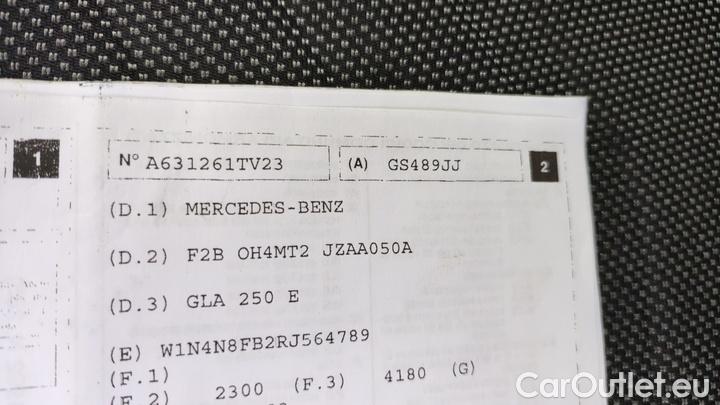 1
N° A631261TV23 (A) GS489JJ 2
(D.1) MERCEDES-BENZ
(D.2) F2B OH4MT2 JZAA050A
(D.3) GLA 250 E
(E) W1N4N8FB2RJ564789
(F.1)
(F.2) 2300 (F.3) 4180 (G)
CarOutlet.eu